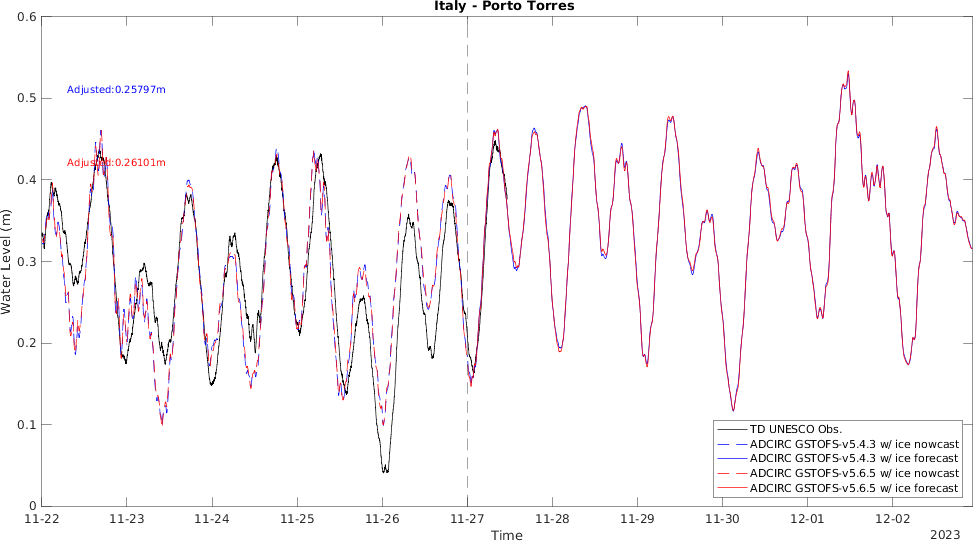 Italy - Porto Torres
0.6
0.5
0.4
0.3
0.2
0.1
0
Water Level (m)
Adjusted:0.25797m
Adjusted:0.26101m
TD UNESCO Obs.
ADCIRC GSTOFS-v5.4.3 w/ ice nowcast
ADCIRC GSTOFS-v5.4.3 w/ ice forecast
ADCIRC GSTOFS-v5.6.5 w/ ice nowcast
ADCIRC GSTOFS-v5.6.5 w/ ice forecast
11-22 11-23 11-24 11-25 11-26 11-27 11-28 11-29 11-30 12-01 12-02
Time
2023